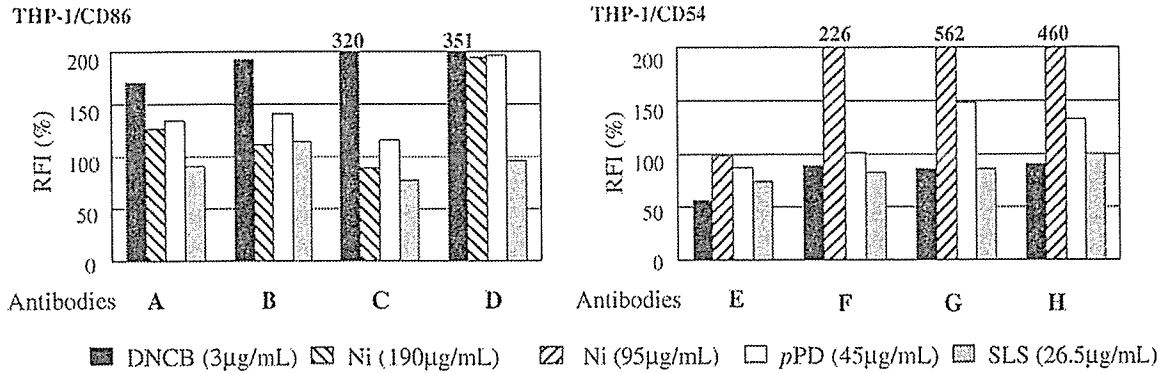 THP-1/CD86
THP-1/CD54
320 351
226 562 460
RFI (%)
200
150
100
50
0
RFI (%)
200
150
100
50
0
Antibodies A B C D
Antibodies E F G H
DNCB (3μg/mL) Ni (190μg/mL) Ni (95μg/mL) pPD (45μg/mL) SLS (26.5μg/mL)